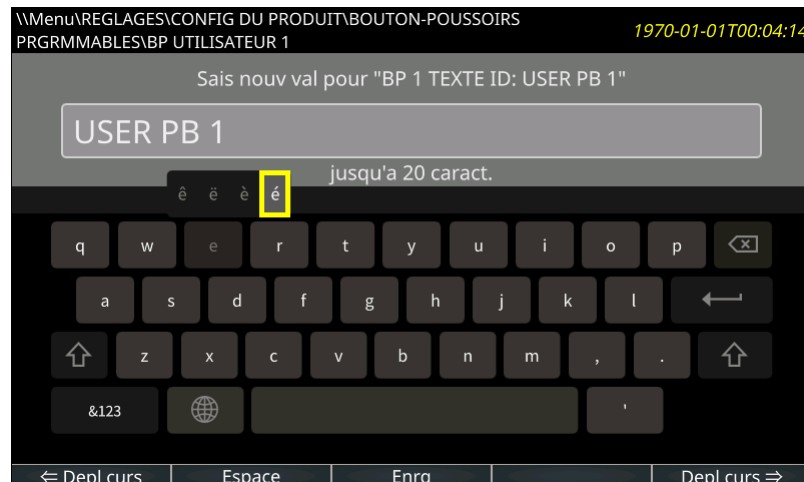 \\Menu\REGLAGES\CONFIG DU PRODUIT\BOUTON-POUSSOIRS
PRGRMMABLES\BP UTILISATEUR 1
1970-01-01T00:04:14
Sais nouv val pour "BP 1 TEXTE ID: USER PB 1"
USER PB 1
jusqu'a 20 caract.
ê ë è é
q w e r t y u i o p
a s d f g h j k l
z x c v b n m , .
&123 '
⇐ Depl curs Espace Enrg Depl curs ⇒